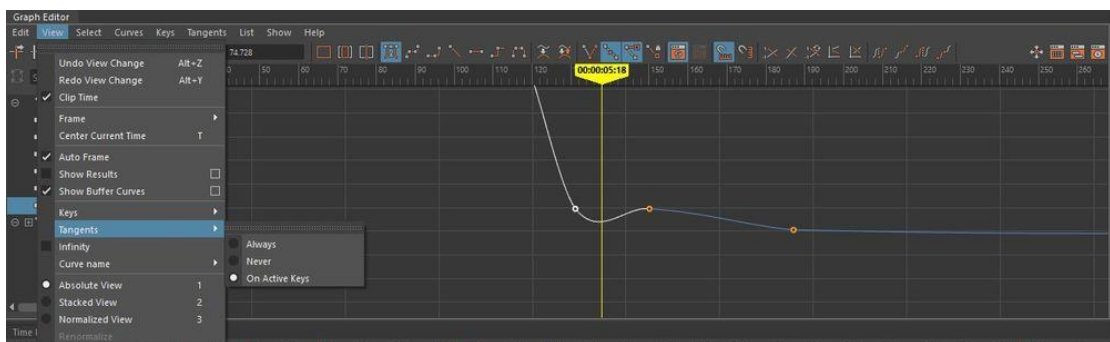 Graph Editor
Edit View Select Curves Keys Tangents List Show Help
74.728
50 60 70 80 90 100 110 120 00:00:05:18 150 160 170 180 190 200 210 220 230 240 250 260
Undo View Change Alt+Z
Redo View Change Alt+Y
Clip Time
Frame
Center Current Time T
Auto Frame
Show Results
Show Buffer Curves
Keys
Tangents
Always
Infinity
Never
Curve name
On Active Keys
Absolute View 1
Stacked View 2
Normalized View 3
Renormalize
Time